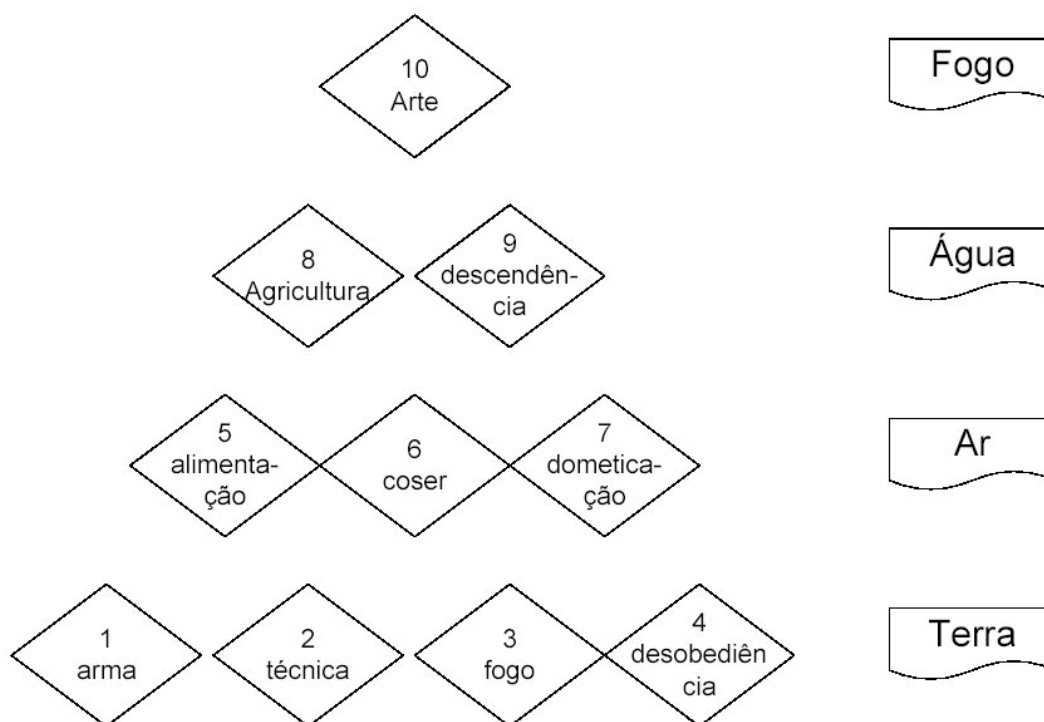 10
Arte
Fogo
8
Agricultura
9
descendên-
cia
Água
5
alimenta-
ção
6
coser
7
dometica-
ção
Ar
1
arma
2
técnica
3
fogo
4
desobediên
cia
Terra